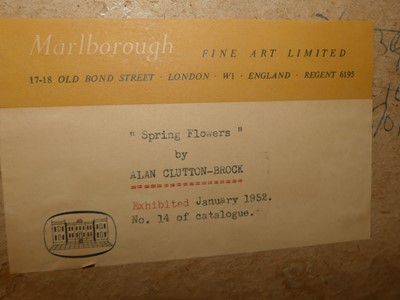 Marlborough FINE ART LIMITED
17-18 OLD BOND STREET · LONDON · W1 · ENGLAND · REGENT 6195
" Spring Flowers "
by
ALAN CLUTTON-BROCK
Exhibited January 1952.
No. 14 of catalogue.